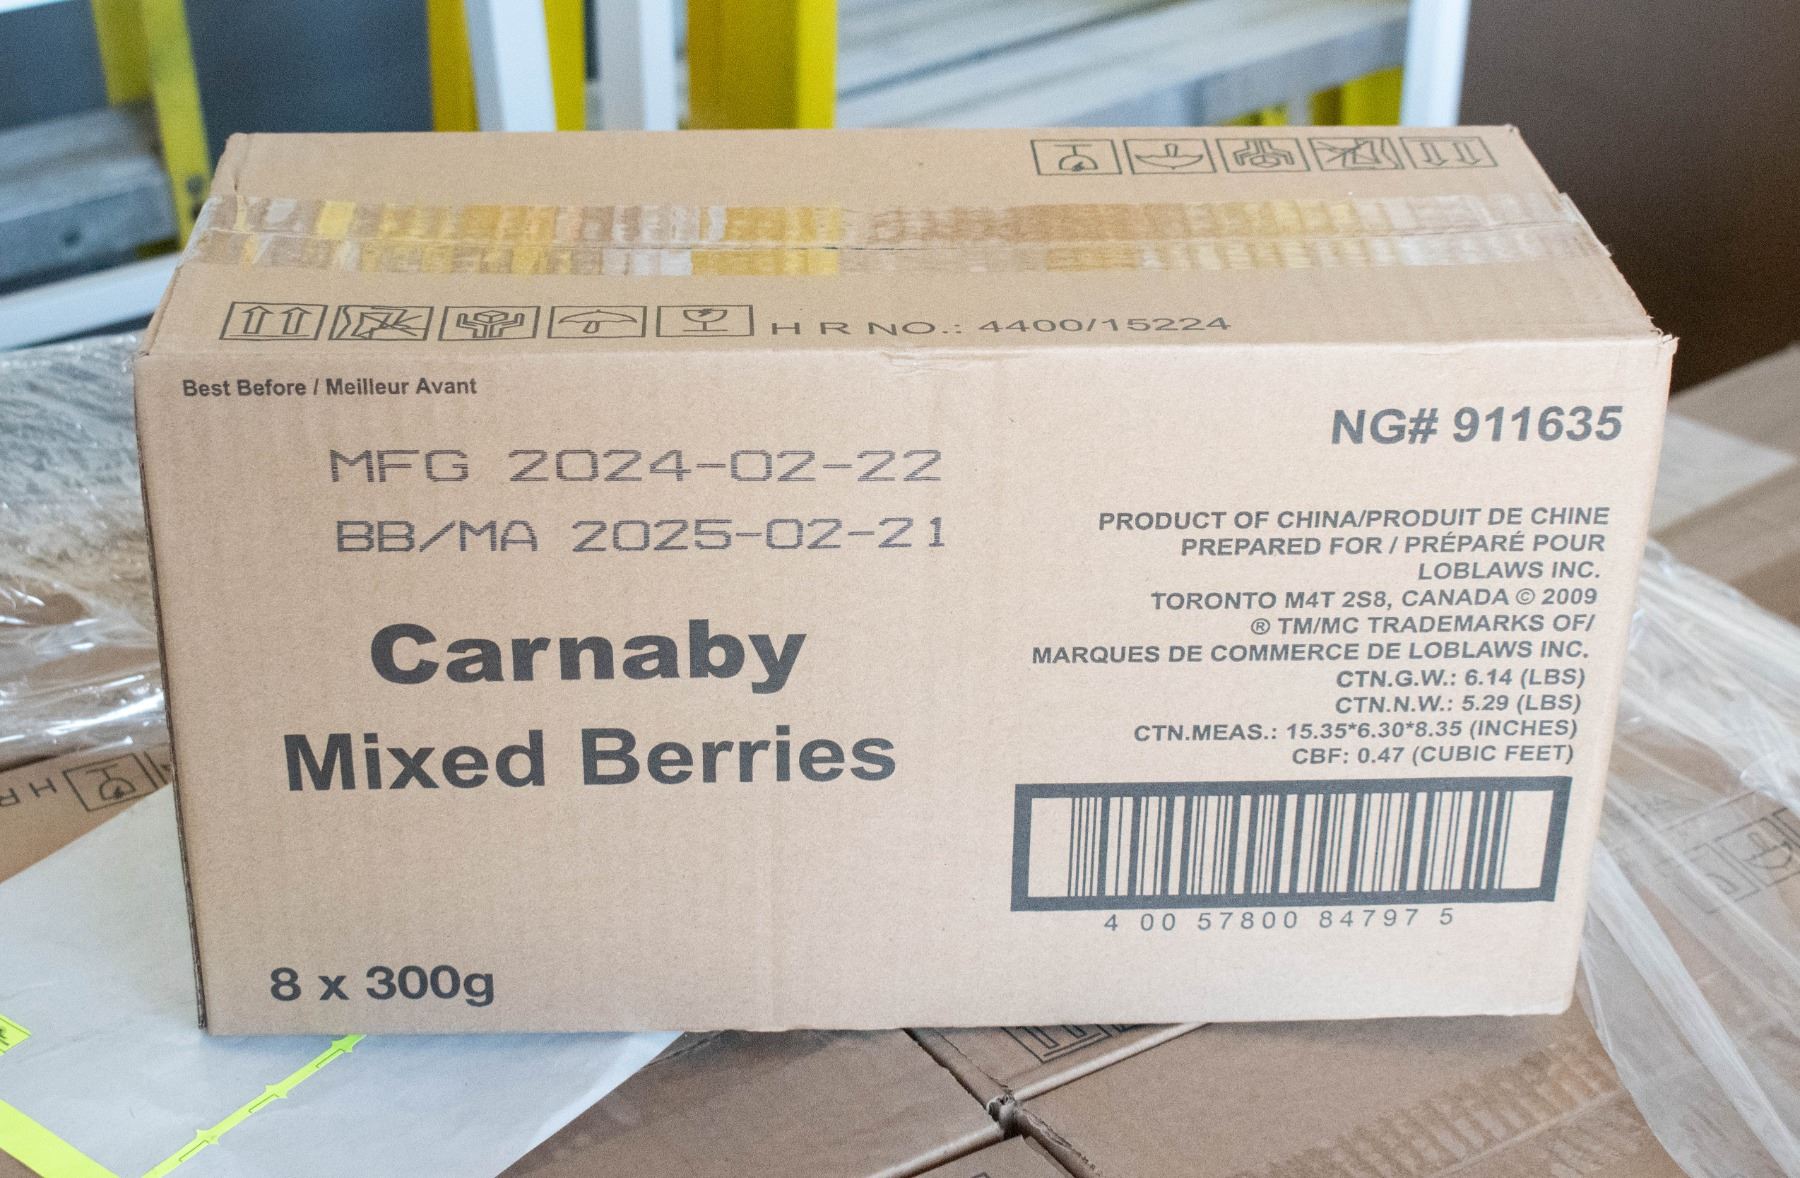 H R NO.: 4400/15224
Best Before / Meilleur Avant
MFG 2024-02-22
BB/MA 2025-02-21
Carnaby
Mixed Berries
8 x 300g
NG# 911635
PRODUCT OF CHINA/PRODUIT DE CHINE
PREPARED FOR / PRÉPARÉ POUR
LOBLAWS INC.
TORONTO M4T 2S8, CANADA © 2009
® TM/MC TRADEMARKS OF/
MARQUES DE COMMERCE DE LOBLAWS INC.
CTN.G.W.: 6.14 (LBS)
CTN.N.W.: 5.29 (LBS)
CTN.MEAS.: 15.35*6.30*8.35 (INCHES)
CBF: 0.47 (CUBIC FEET)
4 00 57800 84797 5
H R